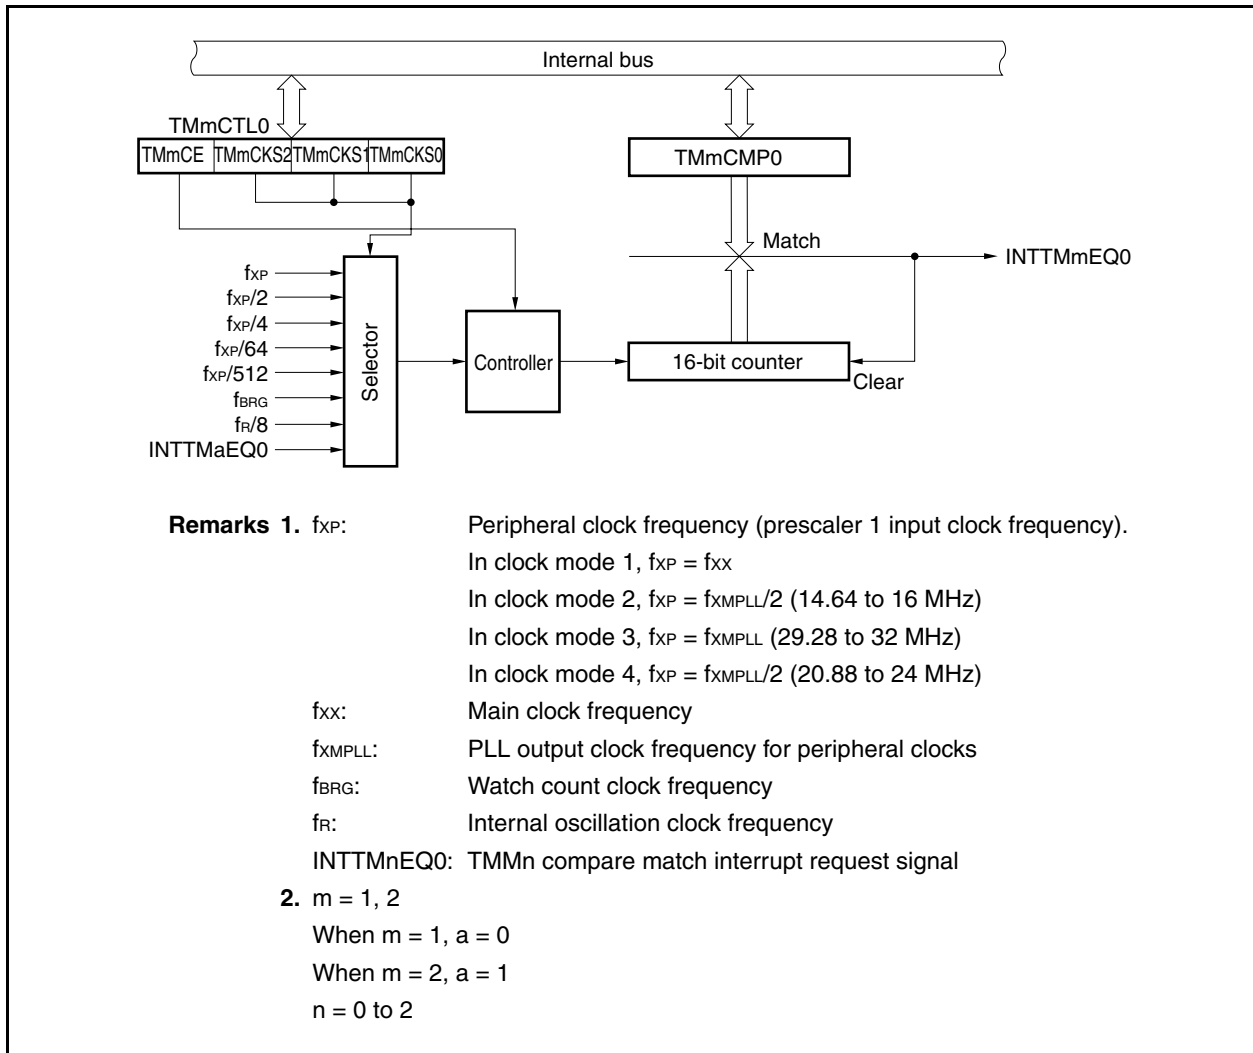 Internal bus
TMmCTL0
TMmCE TMmCKS2 TMmCKS1 TMmCKS0
TMmCMP0
Match
INTTMmEQ0
fXP
fXP/2
fXP/4
fXP/64
fXP/512
fBRG
fR/8
INTTMaEQ0
Selector
Controller
16-bit counter
Clear
Remarks 1. fXP: Peripheral clock frequency (prescaler 1 input clock frequency).
In clock mode 1, fXP = fXX
In clock mode 2, fXP = fXMPLL/2 (14.64 to 16 MHz)
In clock mode 3, fXP = fXMPLL (29.28 to 32 MHz)
In clock mode 4, fXP = fXMPLL/2 (20.88 to 24 MHz)
fXX: Main clock frequency
fXMPLL: PLL output clock frequency for peripheral clocks
fBRG: Watch count clock frequency
fR: Internal oscillation clock frequency
INTTMnEQ0: TMMn compare match interrupt request signal
2. m = 1, 2
When m = 1, a = 0
When m = 2, a = 1
n = 0 to 2